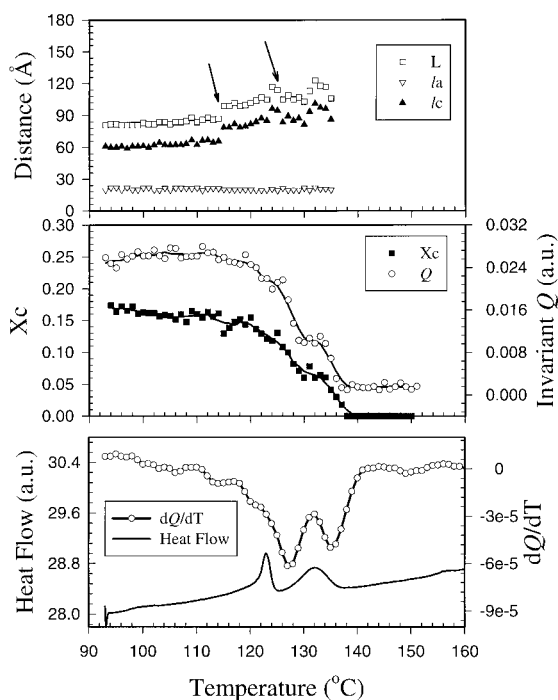 180
150
120
90
60
30
0
Distance (Å)
L
la
lc
0.30
0.25
0.20
0.15
0.10
0.05
0.00
Xc
Xc
Q
0.032
0.024
0.016
0.008
0.000
Invariant Q (a.u.)
30.4
29.6
28.8
28.0
Heat Flow (a.u.)
dQ/dT
Heat Flow
0
-3e-5
-6e-5
-9e-5
dQ/dT
90 100 110 120 130 140 150 160
Temperature (°C)